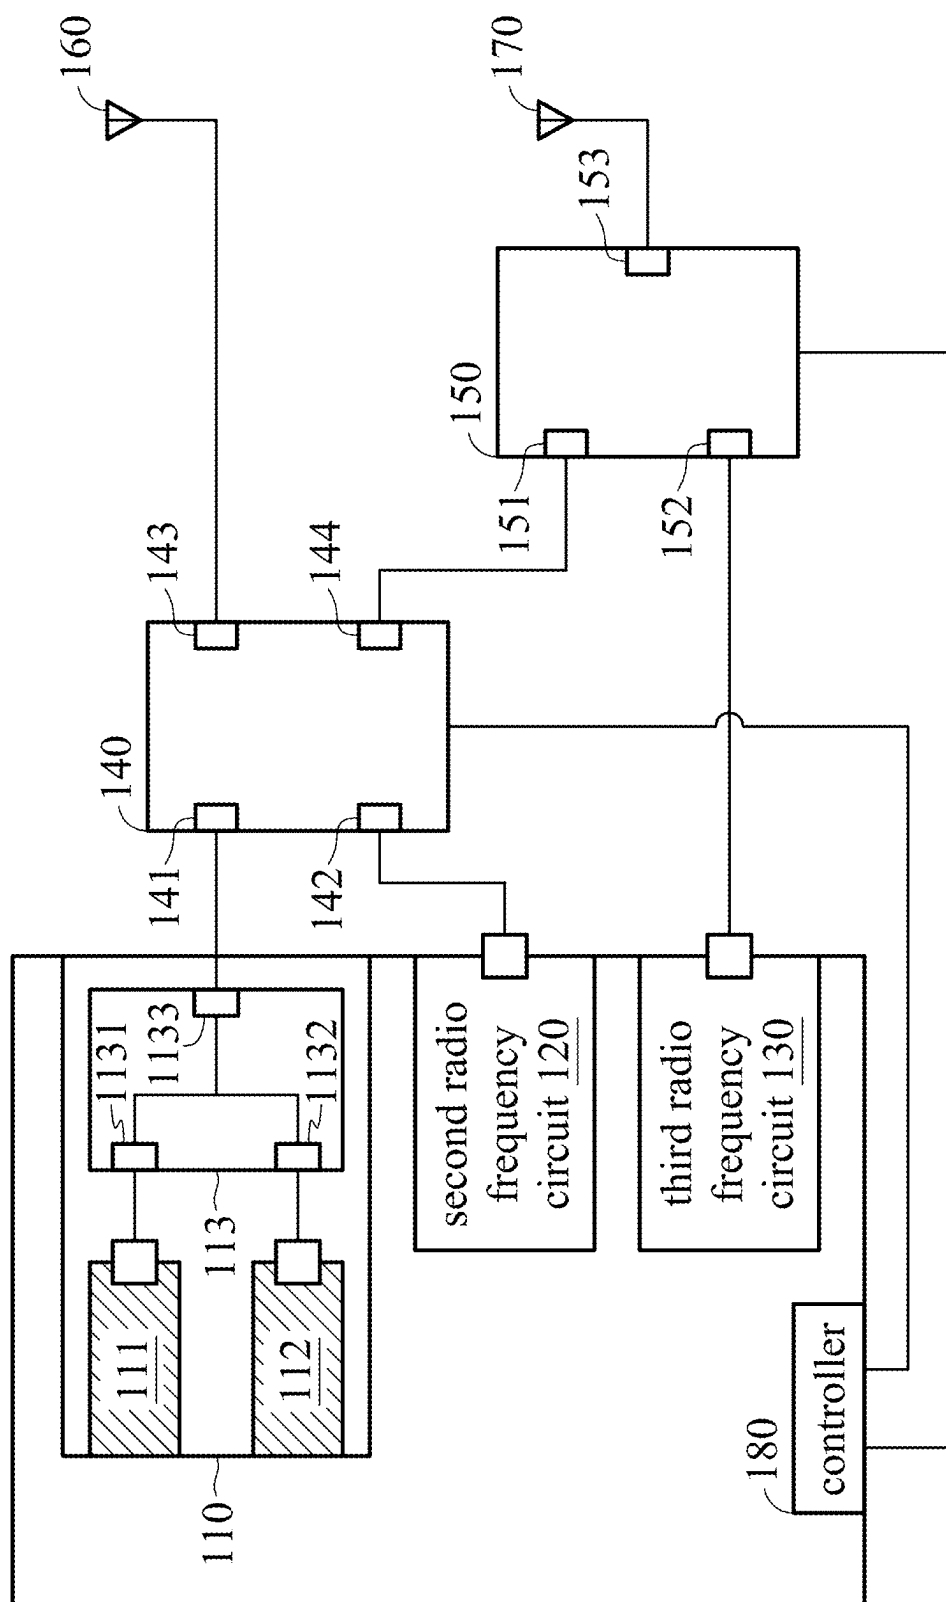 160
1131
140
111
1133
141
143
110
113
112
1132
142
144
second radio
frequency
circuit 120
150
170
151
153
third radio
frequency
circuit 130
152
180
controller